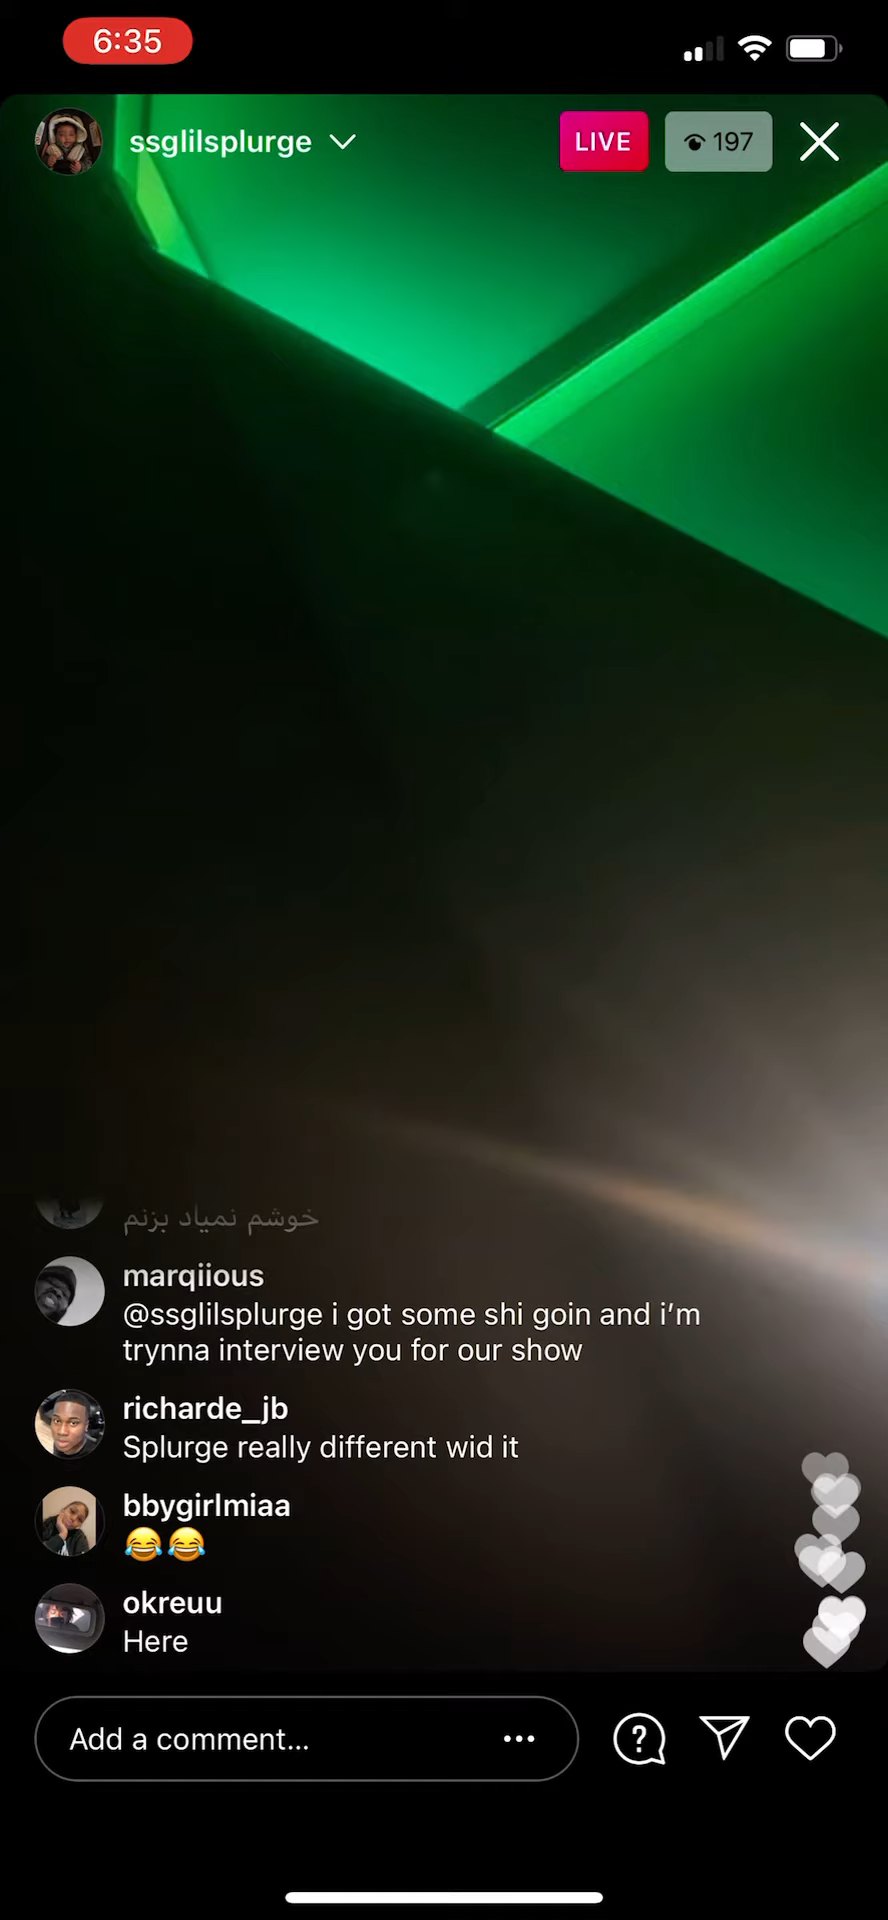 6:35
ssglilsplurge
LIVE
197
خوشم نمیاد بزنم
marqiious
@ssglilsplurge i got some shi goin and i’m
trynna interview you for our show
richarde_jb
Splurge really different wid it
bbygirlmiaa
😂😂
okreuu
Here
Add a comment...